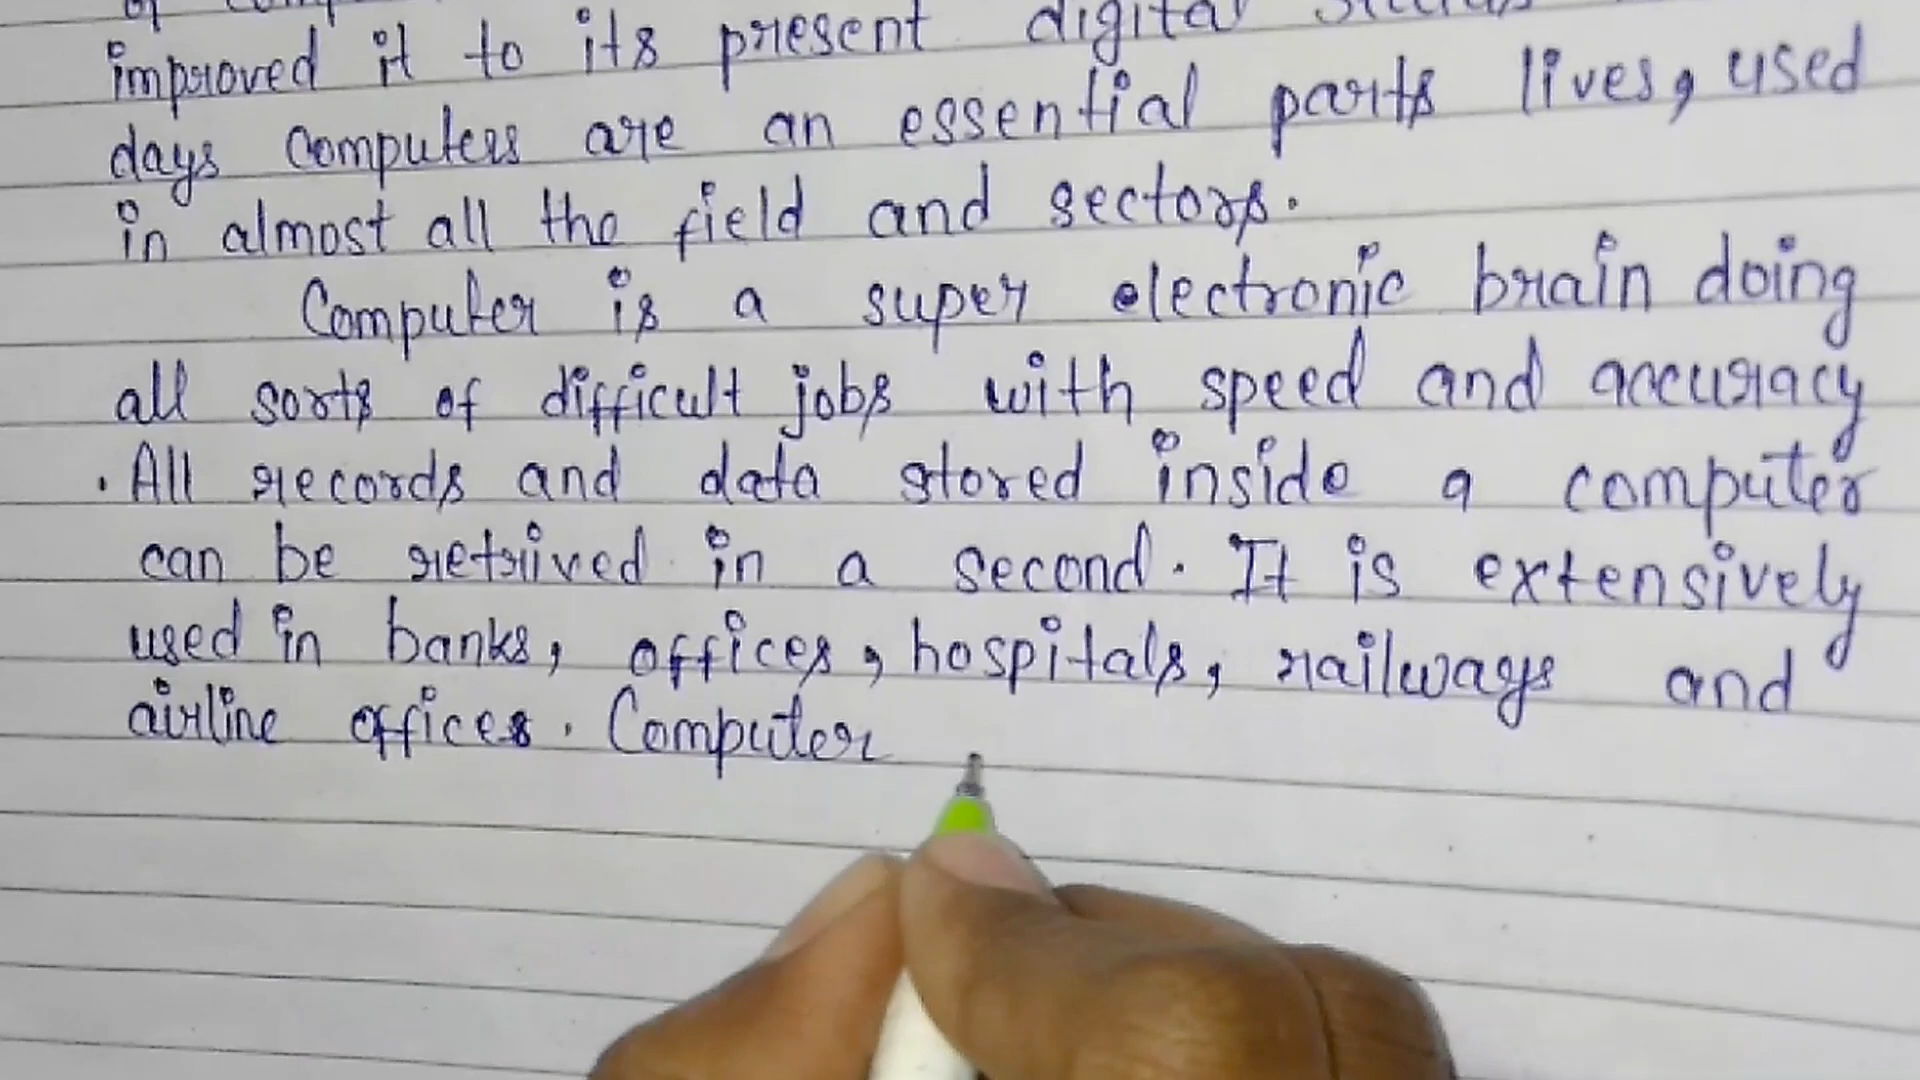 of
improved it to its present digital
days computers are an essential parts lives, used
in almost all the field and sectors.
Computer is a super electronic brain doing
all sorts of difficult jobs with speed and accuracy
. All records and data stored inside a computer
can be retrived in a second. It is extensively
used in banks, offices, hospitals, railways and
airline offices. Computer